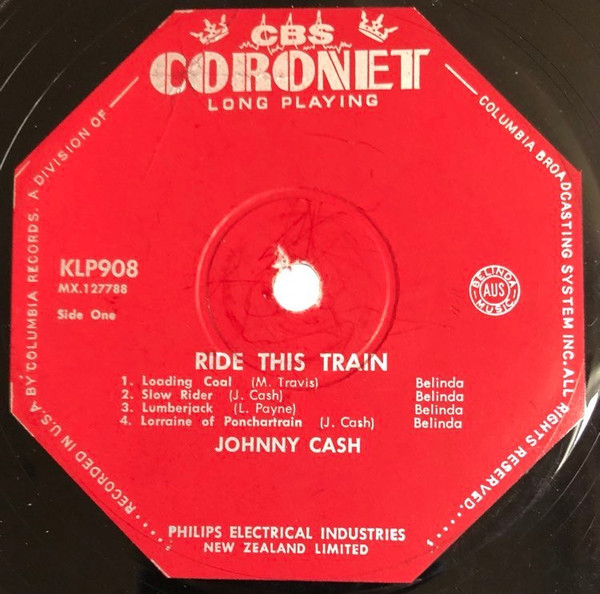 CBS
CORONET
LONG PLAYING
RECORDED IN U.S.A BY COLUMBIA RECORDS. A DIVISION OF
COLUMBIA BROADCASTING SYSTEM INC. ALL RIGHTS RESERVED.....
KLP908
MX.127788
Side One
BELINDA
AUS
MUSIC
RIDE THIS TRAIN
1. Loading Coal (M. Travis) Belinda
2. Slow Rider (J. Cash) Belinda
3. Lumberjack (L. Payne) Belinda
4. Lorraine of Ponchartrain (J. Cash) Belinda
JOHNNY CASH
PHILIPS ELECTRICAL INDUSTRIES
NEW ZEALAND LIMITED